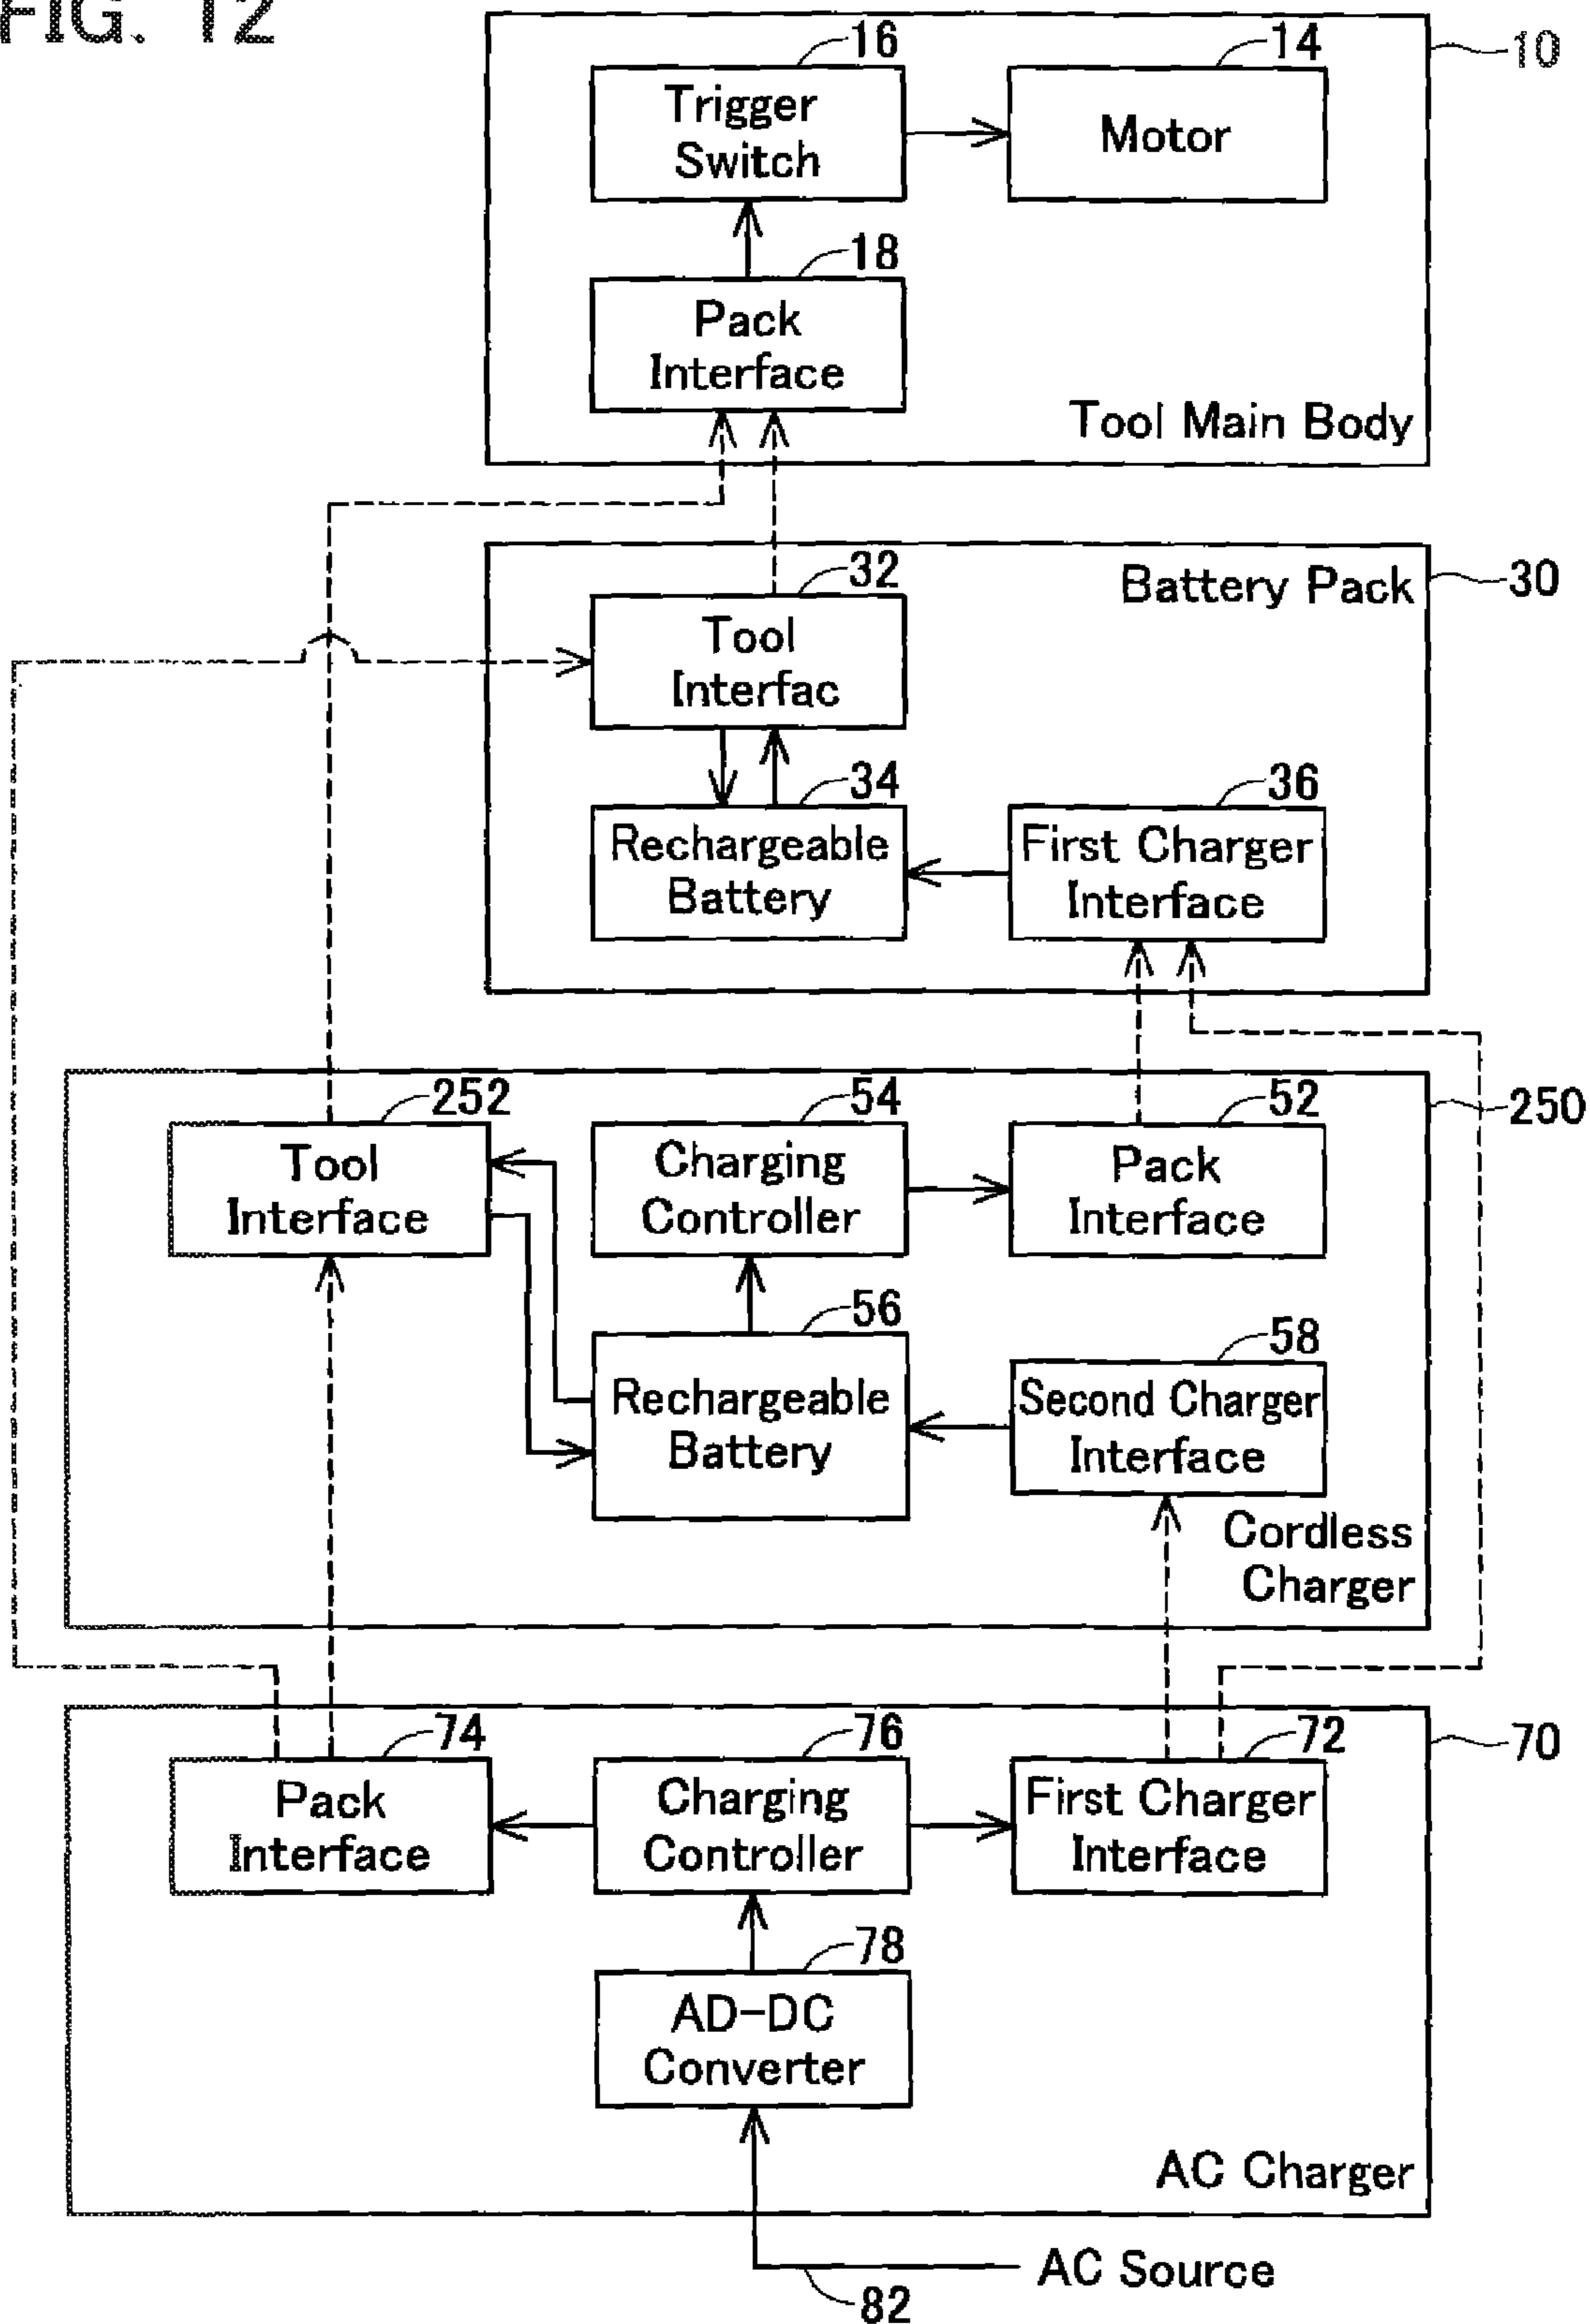 FIG. 12
10
16
14
Trigger
Switch
Motor
18
Pack
Interface
Tool Main Body
Battery Pack
30
32
Tool
Interfac
34
36
Rechargeable
Battery
First Charger
Interface
250
252
54
52
Tool
Interface
Charging
Controller
Pack
Interface
56
58
Rechargeable
Battery
Second Charger
Interface
Cordless
Charger
70
74
76
72
Pack
Interface
Charging
Controller
First Charger
Interface
78
AD-DC
Converter
AC Charger
AC Source
82